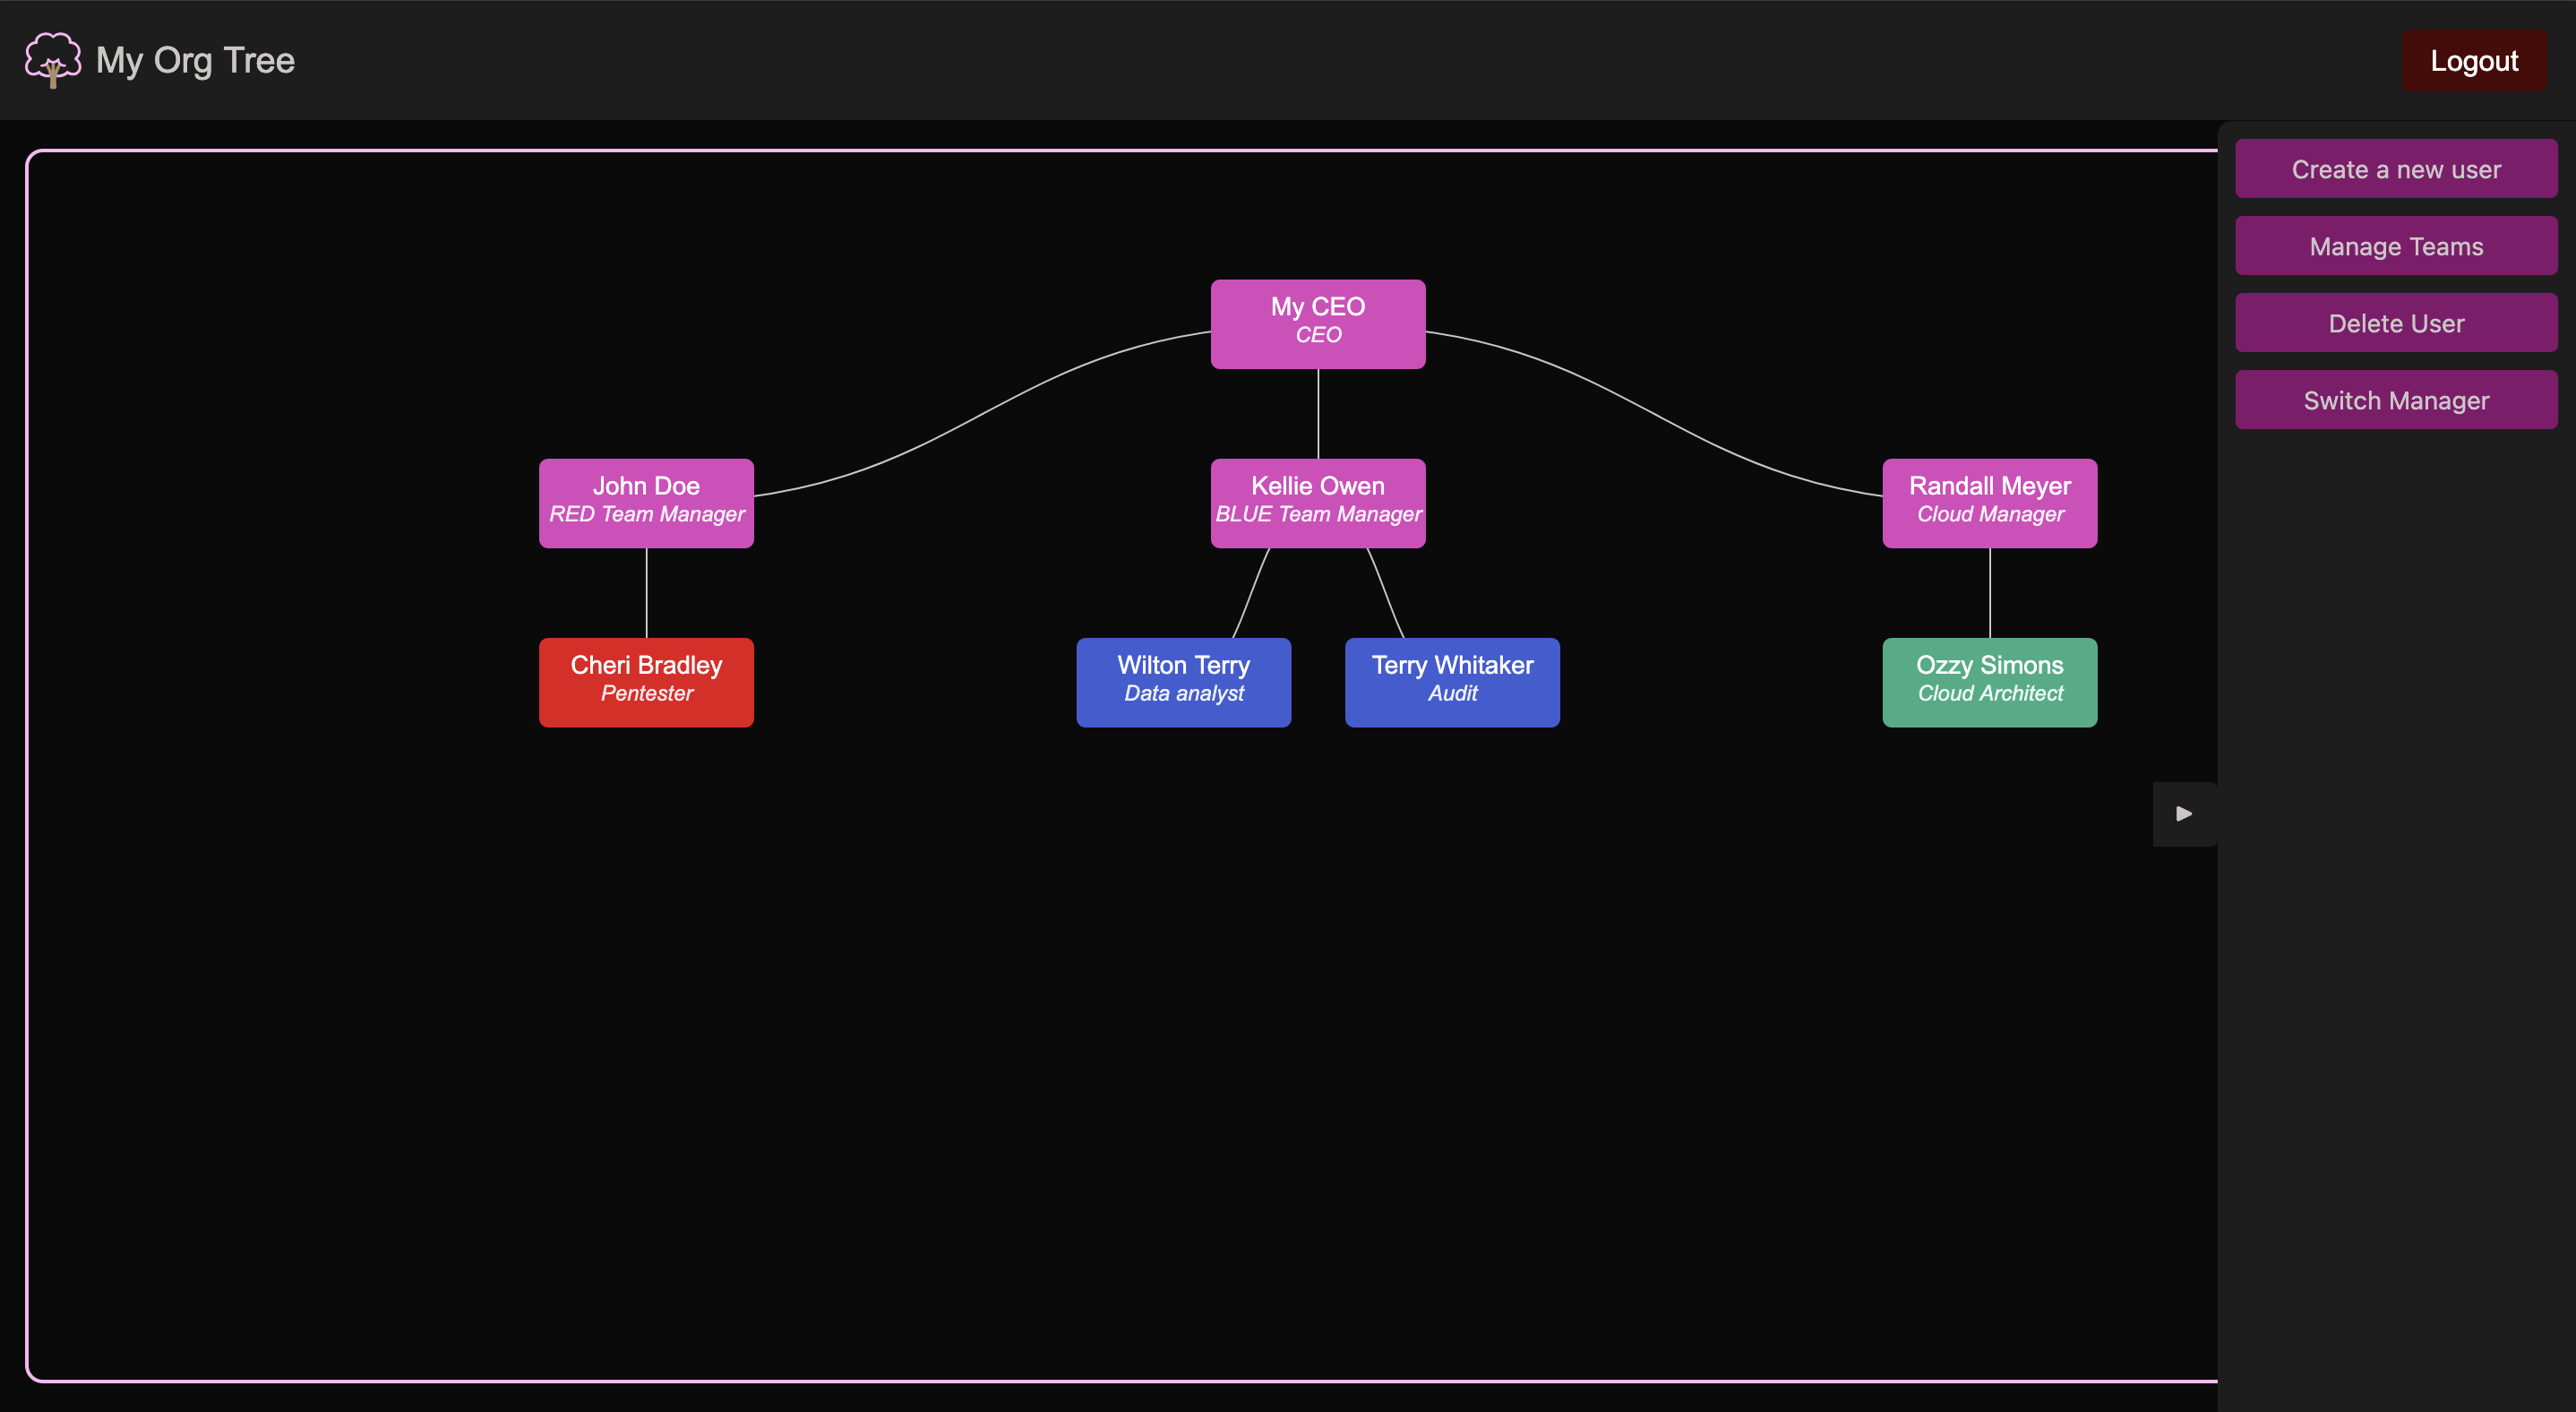 My Org Tree
Logout
Create a new user
Manage Teams
Delete User
Switch Manager
My CEO
CEO
John Doe
RED Team Manager
Kellie Owen
BLUE Team Manager
Randall Meyer
Cloud Manager
Cheri Bradley
Pentester
Wilton Terry
Data analyst
Terry Whitaker
Audit
Ozzy Simons
Cloud Architect